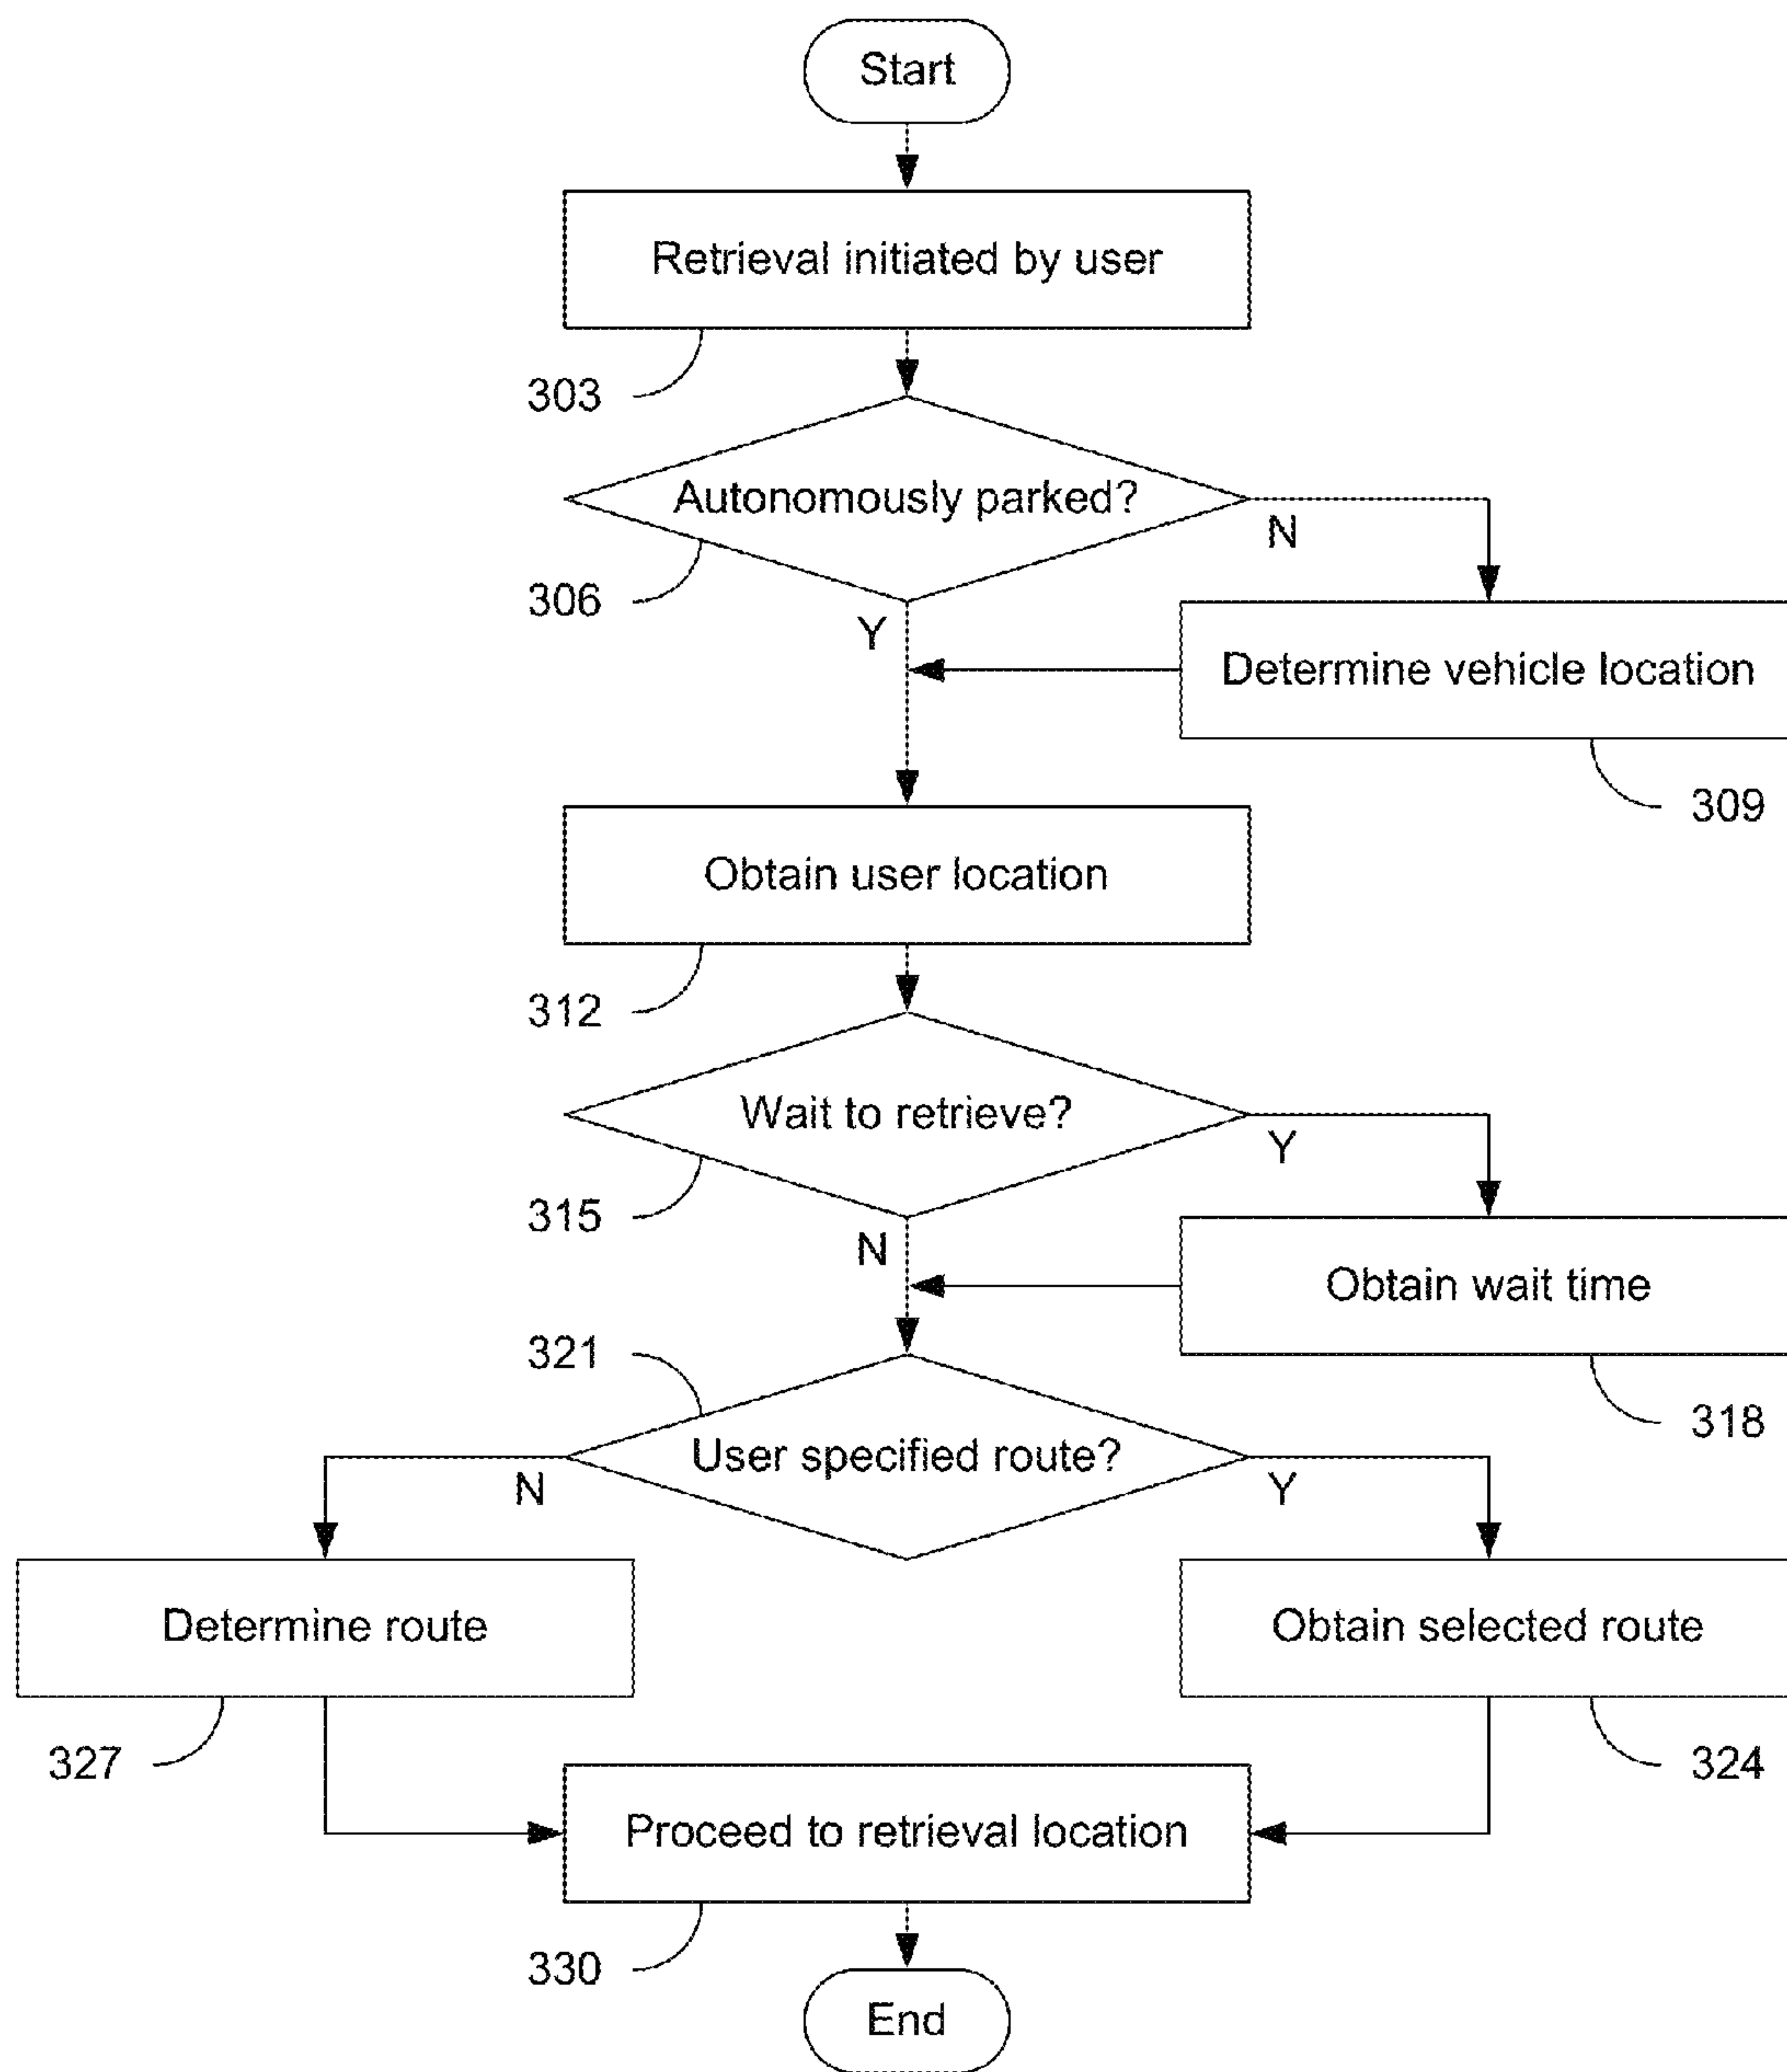 Start
Retrieval initiated by user
303
Autonomously parked?
N
306
Y
Determine vehicle location
309
Obtain user location
312
Wait to retrieve?
Y
315
N
Obtain wait time
321
318
User specified route?
N
Y
Determine route
Obtain selected route
327
324
Proceed to retrieval location
330
End